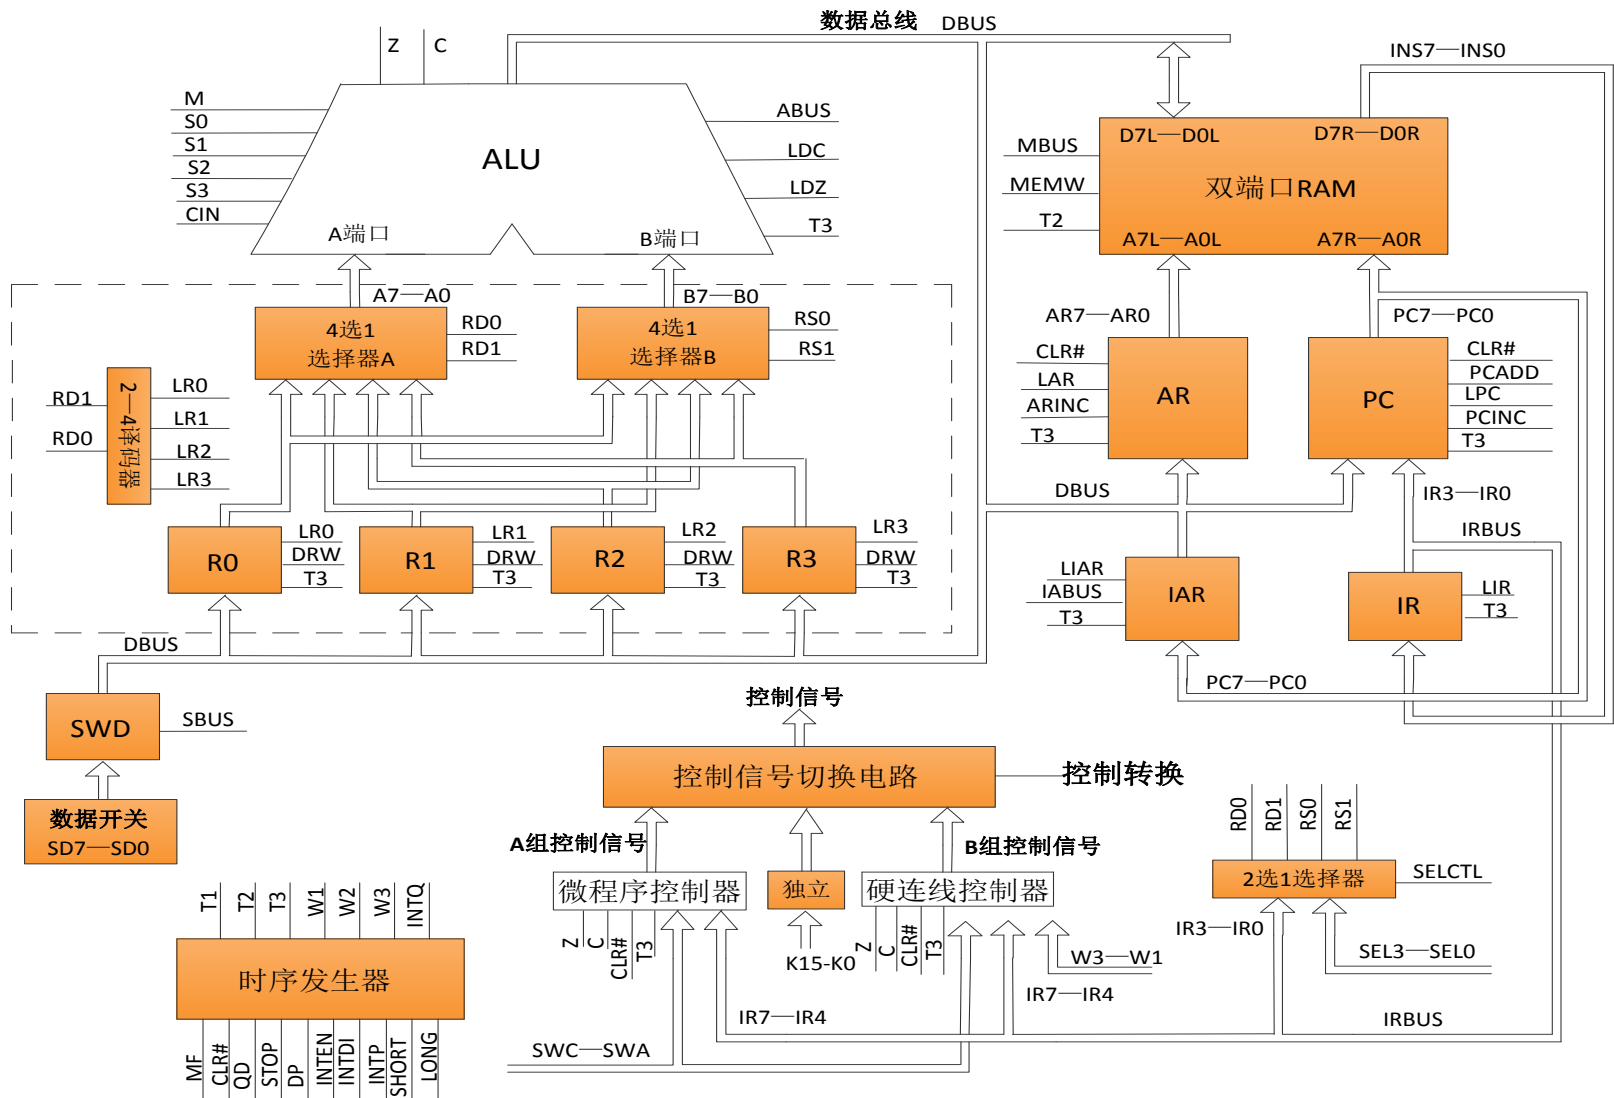 数据总线 DBUS
Z
C
INS7—INS0
M
S0
S1
S2
S3
CIN
ALU
A端口
B端口
ABUS
LDC
LDZ
T3
MBUS
MEMW
T2
D7L—D0L
D7R—D0R
双端口RAM
A7L—A0L
A7R—A0R
A7—A0
B7—B0
4选1
选择器A
RD0
RD1
4选1
选择器B
RS0
RS1
RD1
RD0
2—4译码器
LR0
LR1
LR2
LR3
AR7—AR0
CLR#
LAR
ARINC
T3
AR
PC7—PC0
PC
CLR#
PCADD
LPC
PCINC
T3
R0
LR0
DRW
T3
R1
LR1
DRW
T3
R2
LR2
DRW
T3
R3
LR3
DRW
T3
DBUS
IR3—IR0
IRBUS
LIAR
IABUS
T3
IAR
IR
LIR
T3
DBUS
PC7—PC0
SWD
SBUS
数据开关
SD7—SD0
控制信号
控制信号切换电路
控制转换
A组控制信号
B组控制信号
微程序控制器
独立
硬连线控制器
Z
C
CLR#
T3
K15-K0
Z
C
CLR#
T3
W3—W1
IR7—IR4
IR7—IR4
SWC—SWA
RD0
RD1
RS0
RS1
2选1选择器
SELCTL
IR3—IR0
SEL3—SEL0
IRBUS
T1
T2
T3
W1
W2
W3
INTQ
时序发生器
MF
CLR#
QD
STOP
DP
INTEN
INTDI
INTP
SHORT
LONG